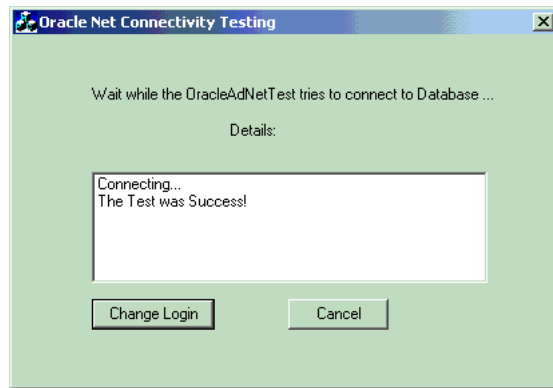 Oracle Net Connectivity Testing
Wait while the OracleAdNetTest tries to connect to Database ...
Details:
Connecting...
The Test was Success!
Change Login
Cancel